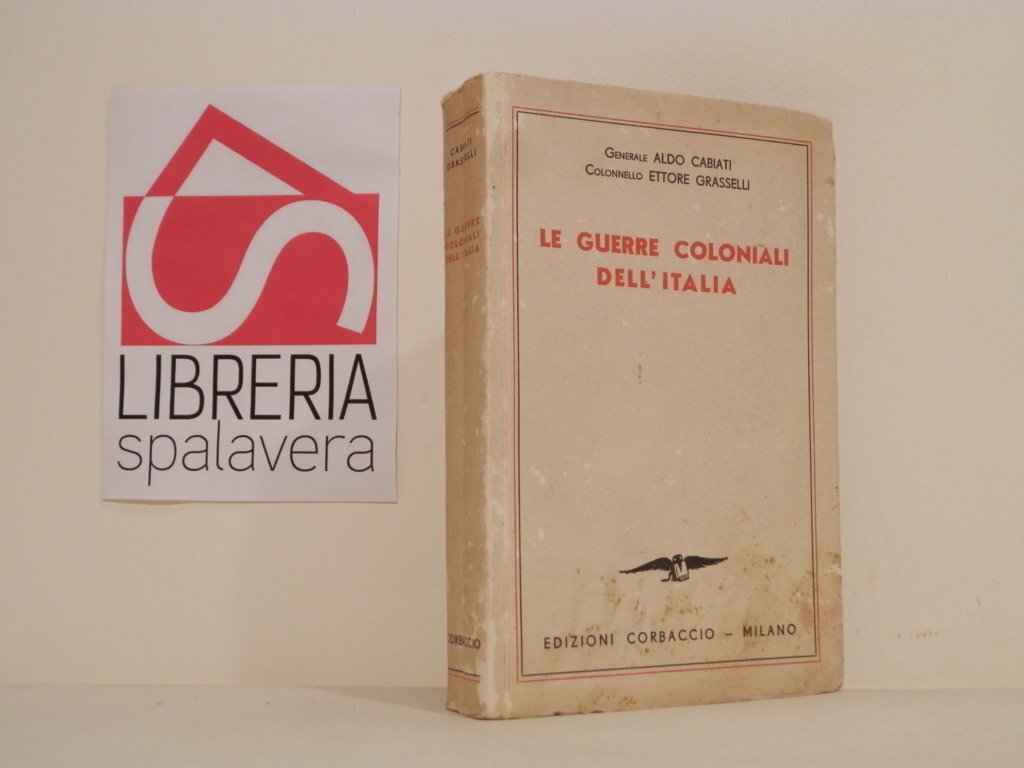 LIBRERIA
spalavera
CABIATI
GRASSELLI
LE GUERRE
COLONIALI
DELL'ITALIA
CORBACCIO
Generale ALDO CABIATI
Colonnello ETTORE GRASSELLI
LE GUERRE COLONIALI
DELL'ITALIA
EDIZIONI CORBACCIO – MILANO